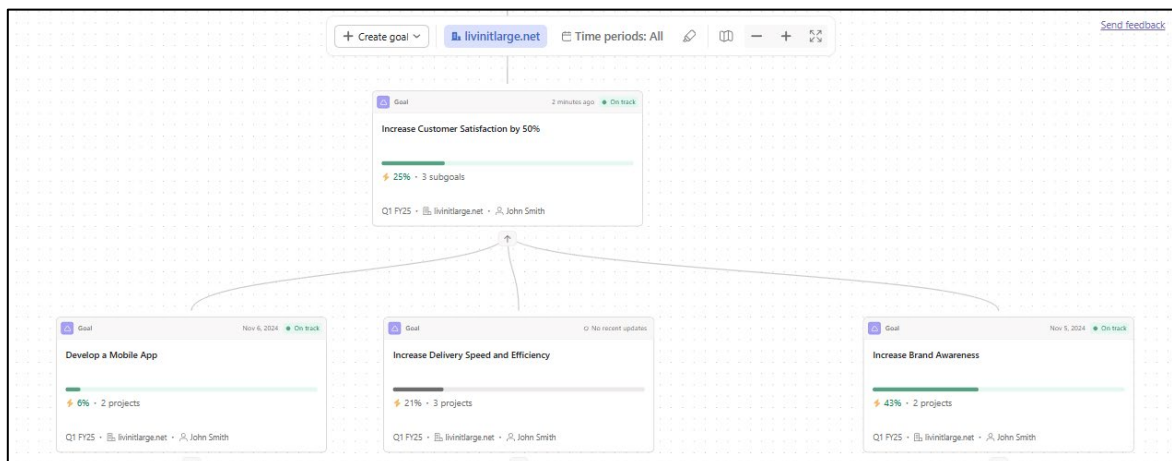 Create goal livinitlarge.net Time periods: All
Send feedback
Goal 2 minutes ago On track
Increase Customer Satisfaction by 50%
25% • 3 subgoals
Q1 FY25 • livinitlarge.net • John Smith
Goal Nov 6, 2024 On track
Develop a Mobile App
6% • 2 projects
Q1 FY25 • livinitlarge.net • John Smith
Goal No recent updates
Increase Delivery Speed and Efficiency
21% • 3 projects
Q1 FY25 • livinitlarge.net • John Smith
Goal Nov 5, 2024 On track
Increase Brand Awareness
43% • 2 projects
Q1 FY25 • livinitlarge.net • John Smith